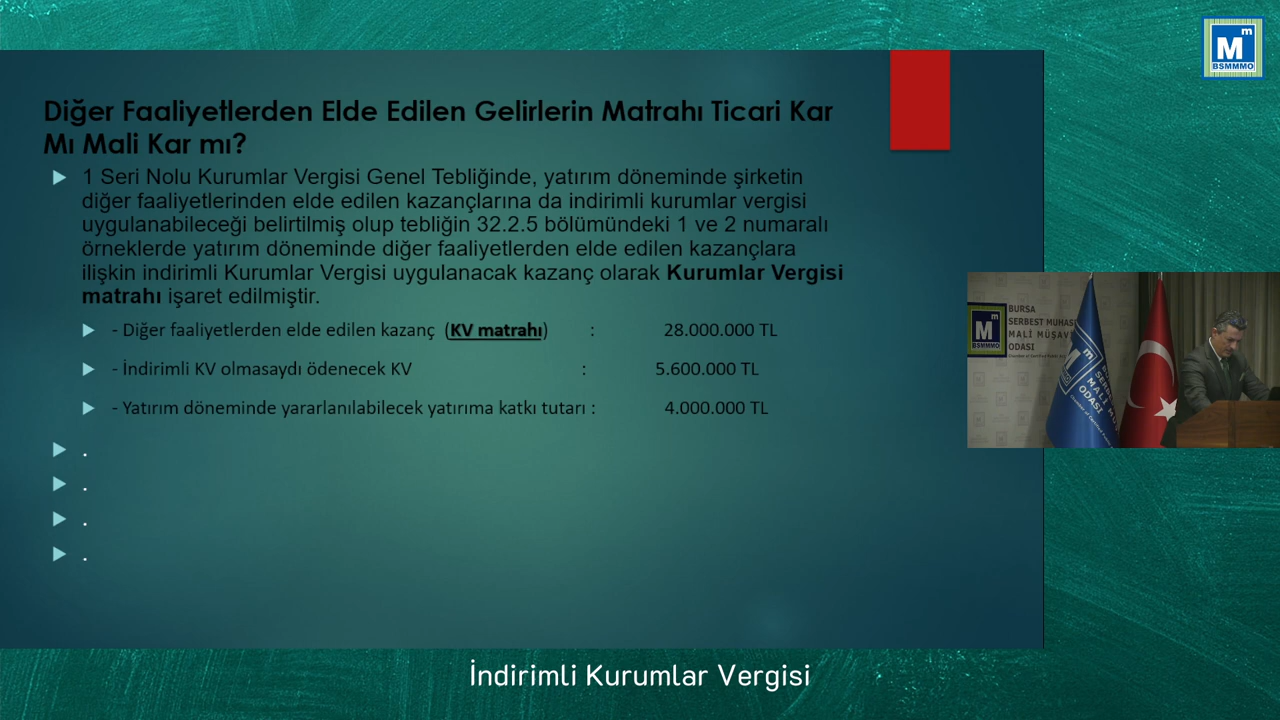 Diğer Faaliyetlerden Elde Edilen Gelirlerin Matrahı Ticari Kar
Mı Mali Kar mı?
1 Seri Nolu Kurumlar Vergisi Genel Tebliğinde, yatırım döneminde şirketin
diğer faaliyetlerinden elde edilen kazançlarına da indirimli kurumlar vergisi
uygulanabileceği belirtilmiş olup tebliğin 32.2.5 bölümündeki 1 ve 2 numaralı
örneklerde yatırım döneminde diğer faaliyetlerden elde edilen kazançlara
ilişkin indirimli Kurumlar Vergisi uygulanacak kazanç olarak Kurumlar Vergisi
matrahı işaret edilmiştir.
- Diğer faaliyetlerden elde edilen kazanç (KV matrahı) : 28.000.000 TL
- İndirimli KV olmasaydı ödenecek KV : 5.600.000 TL
- Yatırım döneminde yararlanılabilecek yatırıma katkı tutarı : 4.000.000 TL
.
.
.
.
M m
BSMMMO
M m
BSMMMO
BURSA
SERBEST MUHAS
MALİ MÜŞAV
ODASI
İndirimli Kurumlar Vergisi